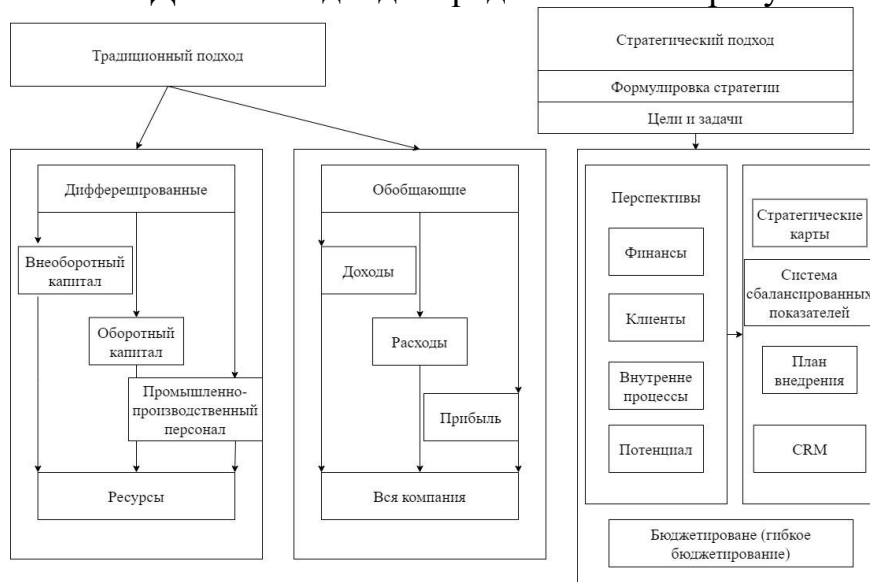 Традиционный подход
Стратегический подход
Формулировка стратегии
Цели и задачи
Дифферецированные
Внеоборотный
капитал
Оборотный
капитал
Промышленно-
производственный
персонал
Ресурсы
Обобщающие
Доходы
Расходы
Прибыль
Вся компания
Перспективы
Финансы
Клиенты
Внутренне
процессы
Потенциал
Стратегические
карты
Система
сбалансированных
показателей
План
внедрения
CRM
Бюджетироване (гибкое
бюджетирование)